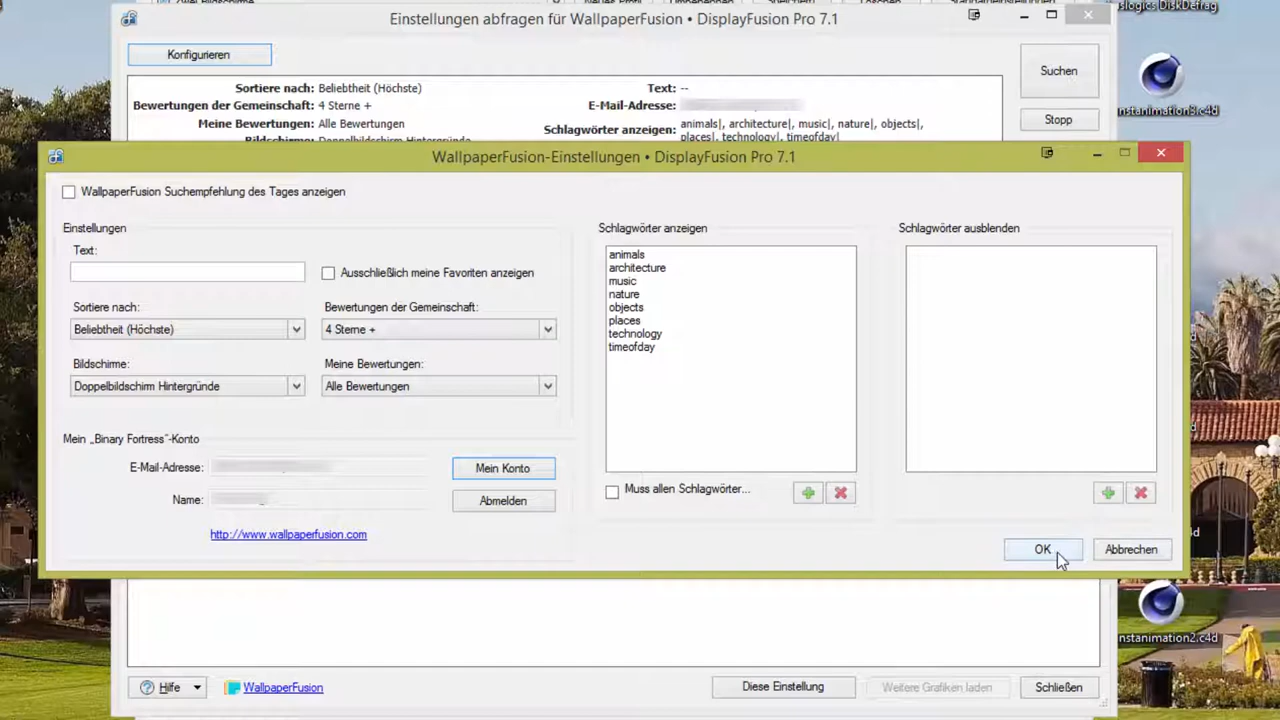 Einstellungen abfragen für WallpaperFusion • DisplayFusion Pro 7.1
Konfigurieren
Suchen
Stopp
Sortiere nach: Beliebtheit (Höchste)
Text: --
Bewertungen der Gemeinschaft: 4 Sterne +
E-Mail-Adresse:
Meine Bewertungen: Alle Bewertungen
Schlagwörter anzeigen: animals|, architecture|, music|, nature|, objects|,
places|, technology|, timeofday|
Bildschirme: Doppelbildschirm Hintergründe
nstanimation3.c4d
WallpaperFusion-Einstellungen • DisplayFusion Pro 7.1
WallpaperFusion Suchempfehlung des Tages anzeigen
Einstellungen
Text:
Ausschließlich meine Favoriten anzeigen
Sortiere nach:
Beliebtheit (Höchste)
Bewertungen der Gemeinschaft:
4 Sterne +
Bildschirme:
Doppelbildschirm Hintergründe
Meine Bewertungen:
Alle Bewertungen
Schlagwörter anzeigen
animals
architecture
music
nature
objects
places
technology
timeofday
Muss allen Schlagwörter...
Schlagwörter ausblenden
Mein „Binary Fortress“-Konto
E-Mail-Adresse:
Mein Konto
Name:
Abmelden
http://www.wallpaperfusion.com
OK
Abbrechen
nstanimation2.c4d
Hilfe
WallpaperFusion
Diese Einstellung
Weitere Grafiken laden
Schließen